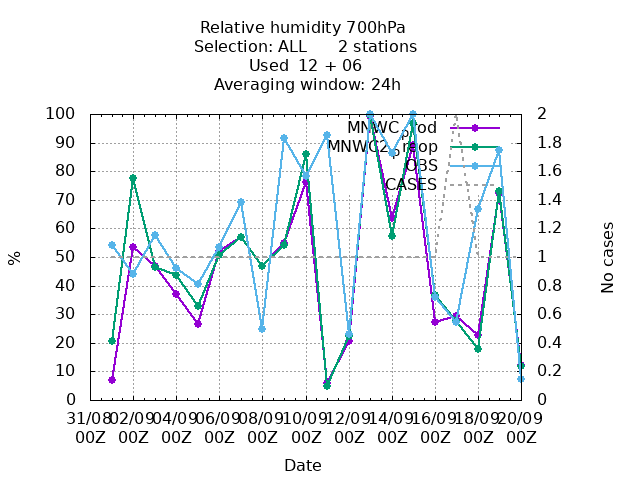 Relative humidity 700hPa
Selection: ALL 2 stations
Used 12 + 06
Averaging window: 24h
100 2
90 1.8
80 1.6
70 1.4
60 1.2
50 1
40 0.8
30 0.6
20 0.4
10 0.2
0 0
MNWC_prod
OBS
CASES
%
No cases
31/08 02/09 04/09 06/09 08/09 10/09 12/09 14/09 16/09 18/09 20/09
00Z 00Z 00Z 00Z 00Z 00Z 00Z 00Z 00Z 00Z 00Z
Date